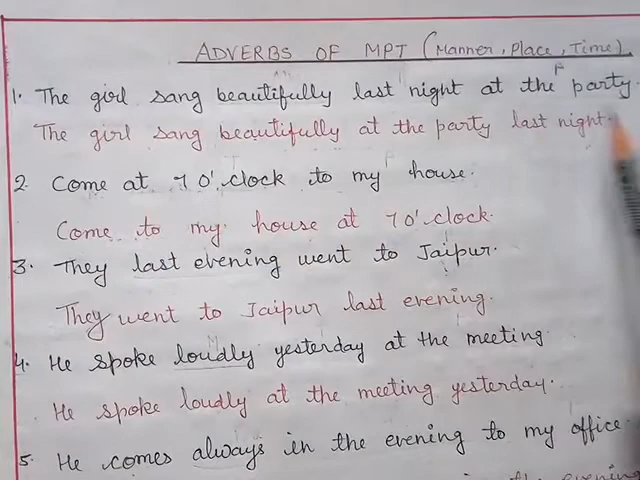 ADVERBS OF MPT (Manner, Place, Time)
1. The girl sang beautifully last night at the party.
The girl sang beautifully at the party last night.
2. Come at 7 O'clock to my house.
Come to my house at 7 O'clock.
3. They last evening went to Jaipur.
They went to Jaipur last evening.
4. He spoke loudly yesterday at the meeting.
He spoke loudly at the meeting yesterday.
5. He comes always in the evening to my office.
the evening